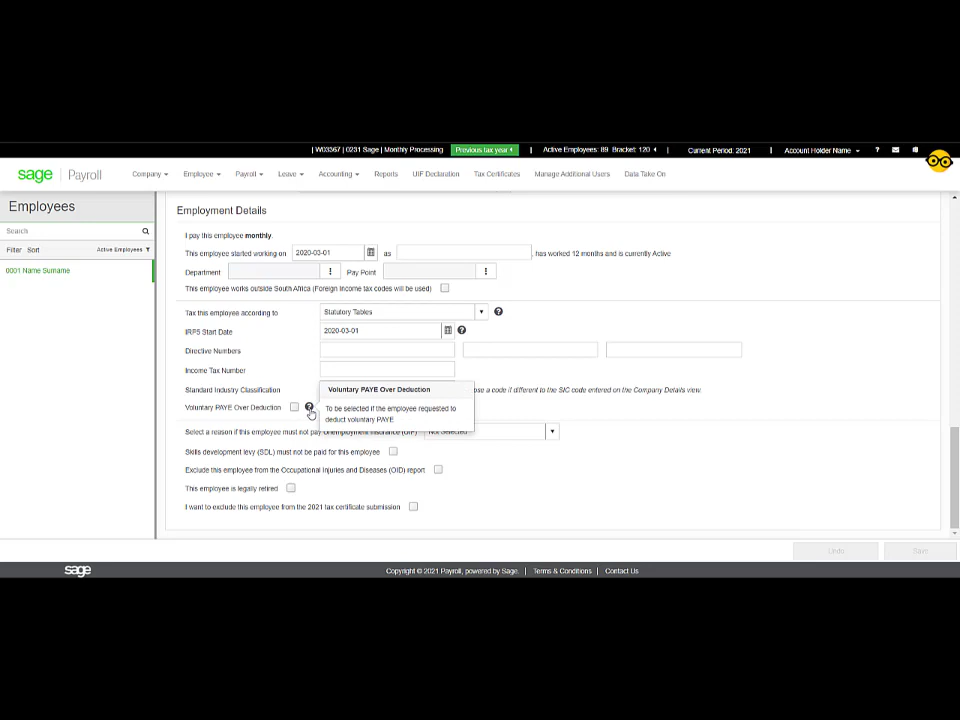 | W03367 | 0231 Sage | Monthly Processing Previous tax year | Active Employees: 89 Bracket: 120 | Current Period: 2021 | Account Holder Name ?
sage | Payroll Company Employee Payroll Leave Accounting Reports UIF Declaration Tax Certificates Manage Additional Users Data Take On
Employees
Search
Filter Sort Active Employees
0001 Name Surname
Employment Details
I pay this employee monthly.
This employee started working on 2020-03-01 as , has worked 12 months and is currently Active
Department Pay Point
This employee works outside South Africa (Foreign Income tax codes will be used)
Tax this employee according to Statutory Tables ?
IRP5 Start Date 2020-03-01 ?
Directive Numbers
Income Tax Number
Standard Industry Classification ose a code if different to the SIC code entered on the Company Details view.
Voluntary PAYE Over Deduction ?
Voluntary PAYE Over Deduction
To be selected if the employee requested to
deduct voluntary PAYE
Select a reason if this employee must not pay Unemployment Insurance (UIF) Not Selected
Skills development levy (SDL) must not be paid for this employee
Exclude this employee from the Occupational Injuries and Diseases (OID) report
This employee is legally retired
I want to exclude this employee from the 2021 tax certificate submission
Undo Save
sage Copyright © 2021 Payroll, powered by Sage. | Terms & Conditions | Contact Us